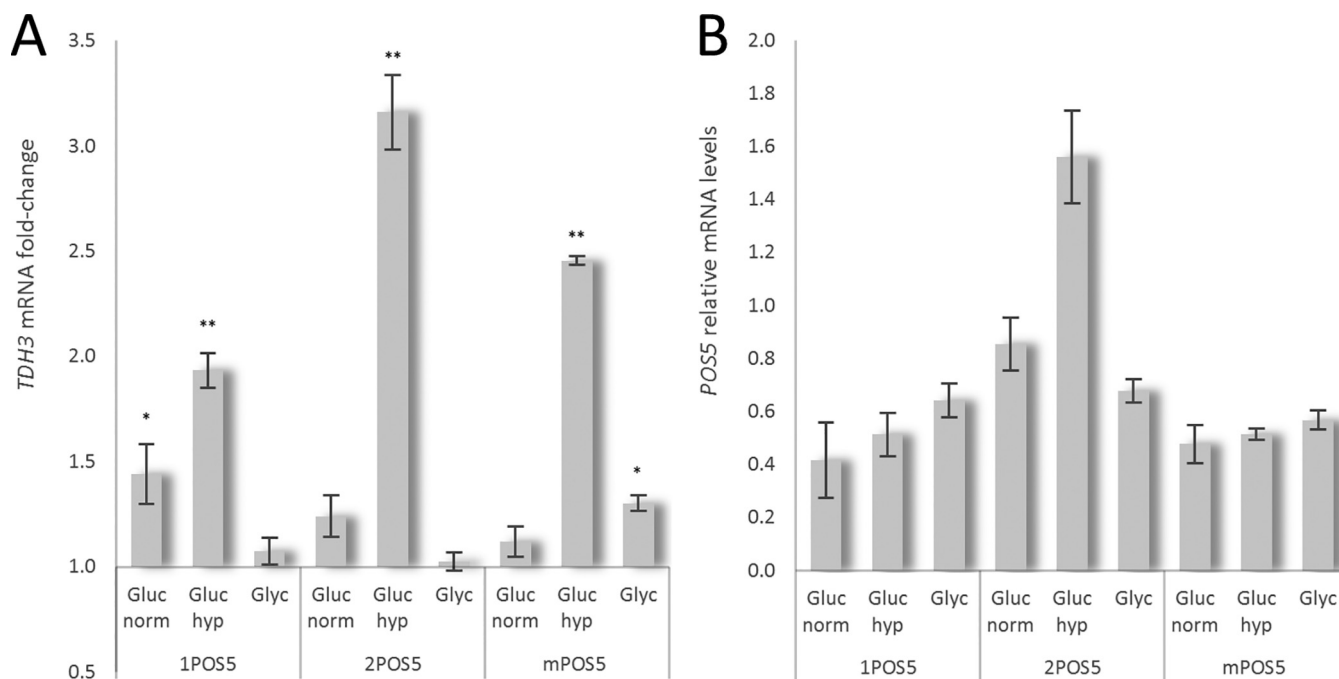 A
TDH3 mRNA fold-change
3.5
3.0
2.5
2.0
1.5
1.0
0.5
*
**
**
**
*
Gluc norm
Gluc hyp
Glyc
Gluc norm
Gluc hyp
Glyc
Gluc norm
Gluc hyp
Glyc
1POS5
2POS5
mPOS5
B
POS5 relative mRNA levels
2.0
1.8
1.6
1.4
1.2
1.0
0.8
0.6
0.4
0.2
0.0
Gluc norm
Gluc hyp
Glyc
Gluc norm
Gluc hyp
Glyc
Gluc norm
Gluc hyp
Glyc
1POS5
2POS5
mPOS5